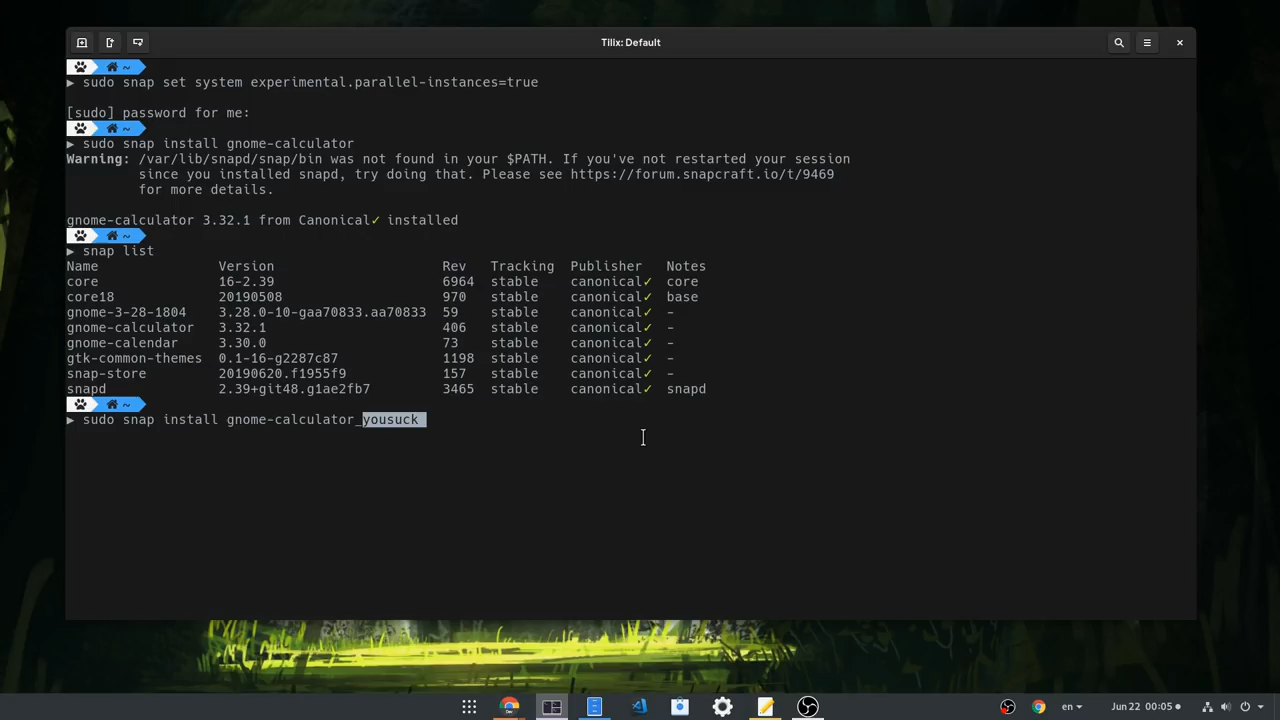 Tilix: Default
~
▶ sudo snap set system experimental.parallel-instances=true
[sudo] password for me:
~
▶ sudo snap install gnome-calculator
Warning: /var/lib/snapd/snap/bin was not found in your $PATH. If you've not restarted your session
since you installed snapd, try doing that. Please see https://forum.snapcraft.io/t/9469
for more details.
gnome-calculator 3.32.1 from Canonical✓ installed
~
▶ snap list
Name Version Rev Tracking Publisher Notes
core 16-2.39 6964 stable canonical✓ core
core18 20190508 970 stable canonical✓ base
gnome-3-28-1804 3.28.0-10-gaa70833.aa70833 59 stable canonical✓ -
gnome-calculator 3.32.1 406 stable canonical✓ -
gnome-calendar 3.30.0 73 stable canonical✓ -
gtk-common-themes 0.1-16-g2287c87 1198 stable canonical✓ -
snap-store 20190620.f1955f9 157 stable canonical✓ -
snapd 2.39+git48.g1ae2fb7 3465 stable canonical✓ snapd
~
▶ sudo snap install gnome-calculator_yousuck
en Jun 22 00:05